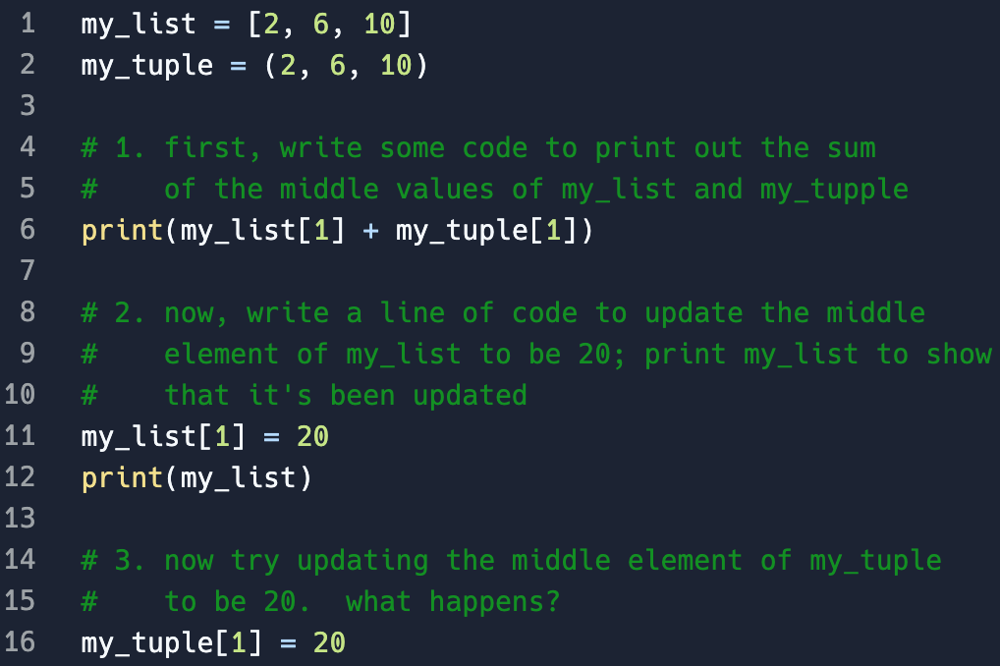 1 my_list = [2, 6, 10]
2 my_tuple = (2, 6, 10)
3
4 # 1. first, write some code to print out the sum
5 #    of the middle values of my_list and my_tupple
6 print(my_list[1] + my_tuple[1])
7
8 # 2. now, write a line of code to update the middle
9 #    element of my_list to be 20; print my_list to show
10 #    that it's been updated
11 my_list[1] = 20
12 print(my_list)
13
14 # 3. now try updating the middle element of my_tuple
15 #    to be 20.  what happens?
16 my_tuple[1] = 20